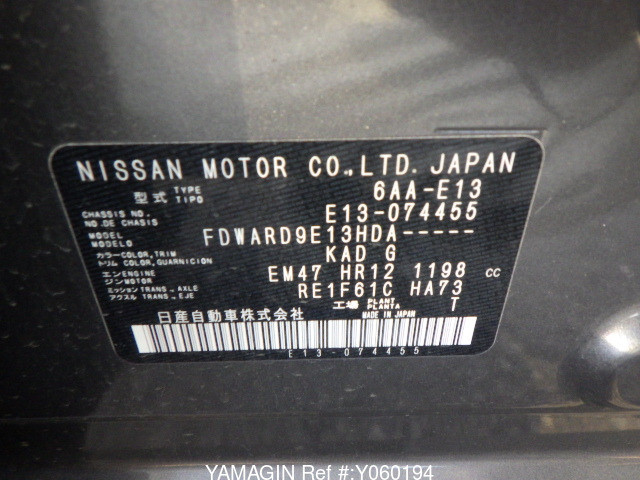 NISSAN MOTOR CO.,LTD. JAPAN
型式 TYPE TIPO 6AA-E13
CHASSIS NO. NO.DE CHASIS E13-074455
MODEL MODELO FDWARD9E13HDA-----
カラー COLOR,TRIM トリム COLOR,GUARNICION KAD G
エンジン ENGINE MOTOR EM47 HR12 1198 cc
ミッション アクスル TRANS., AXLE TRANS., EJE RE1F61C HA73
工場 PLANT PLANTA T
日産自動車株式会社 MADE IN JAPAN
E13-074455
YAMAGIN Ref #:Y060194